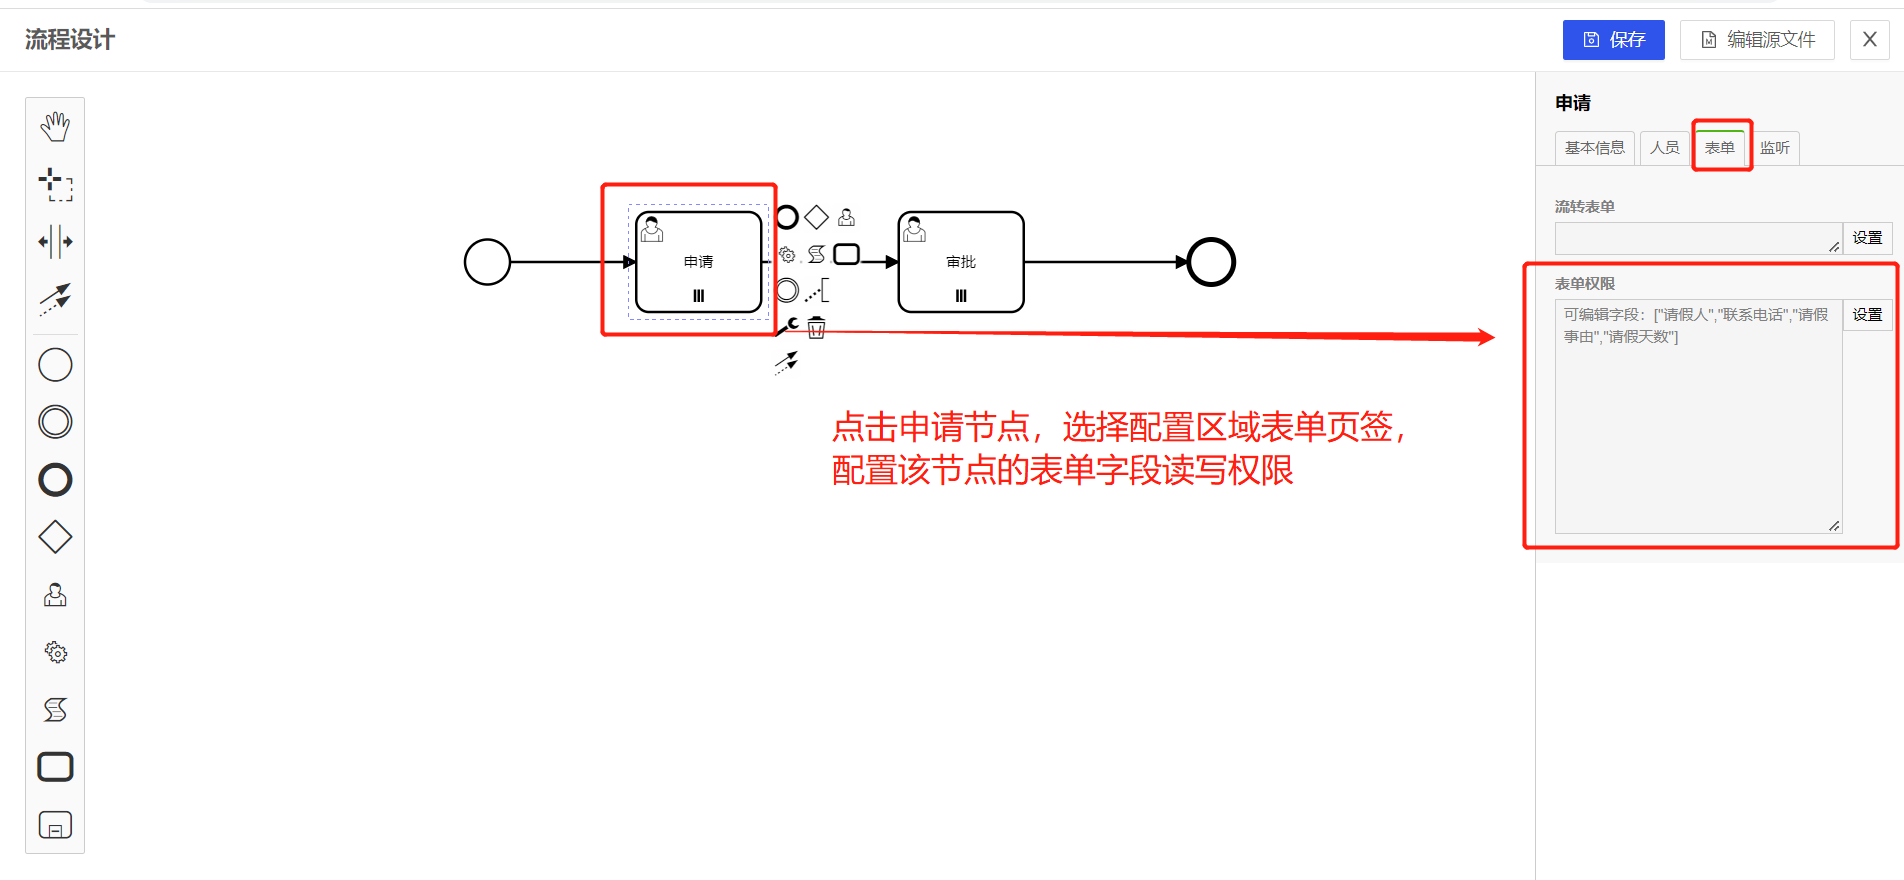 流程设计
保存
编辑源文件
X
申请
基本信息
人员
表单
监听
流转表单
设置
表单权限
可编辑字段：["请假人","联系电话","请假
事由","请假天数"]
设置
申请
审批
点击申请节点，选择配置区域表单页签，
配置该节点的表单字段读写权限